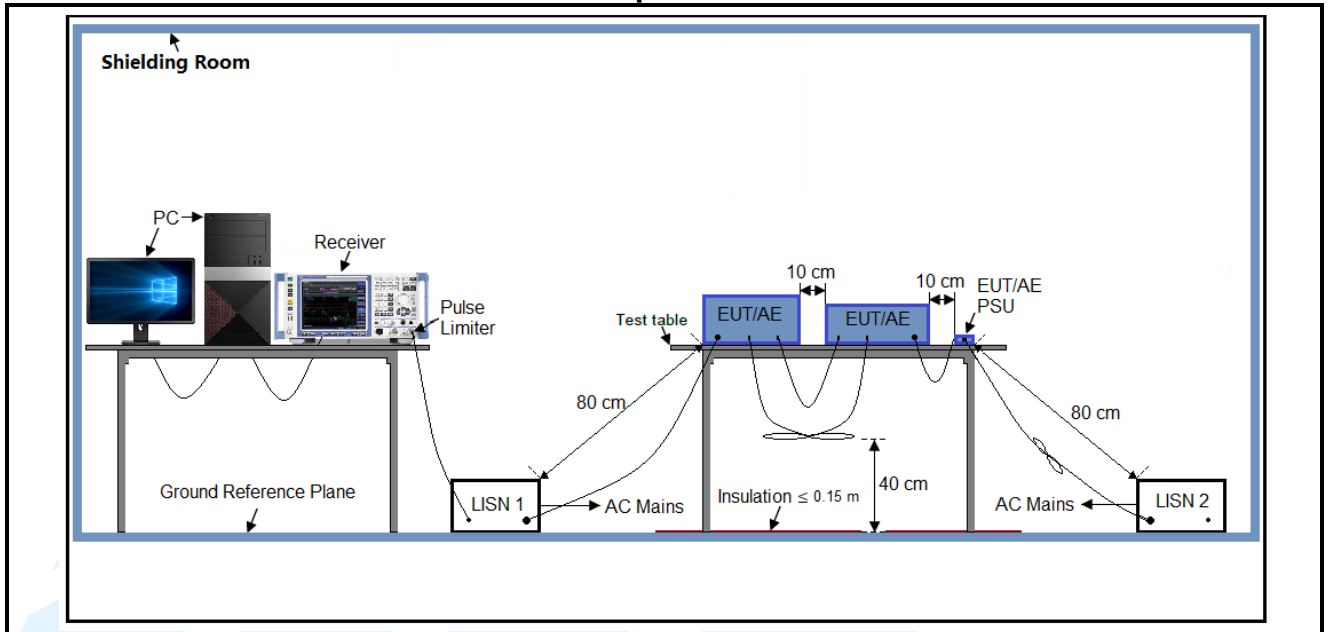 Shielding Room
PC
Receiver
Pulse
Limiter
10 cm
10 cm
EUT/AE
PSU
EUT/AE
EUT/AE
Test table
80 cm
80 cm
40 cm
Ground Reference Plane
LISN 1
AC Mains
Insulation ≤ 0.15 m
AC Mains
LISN 2